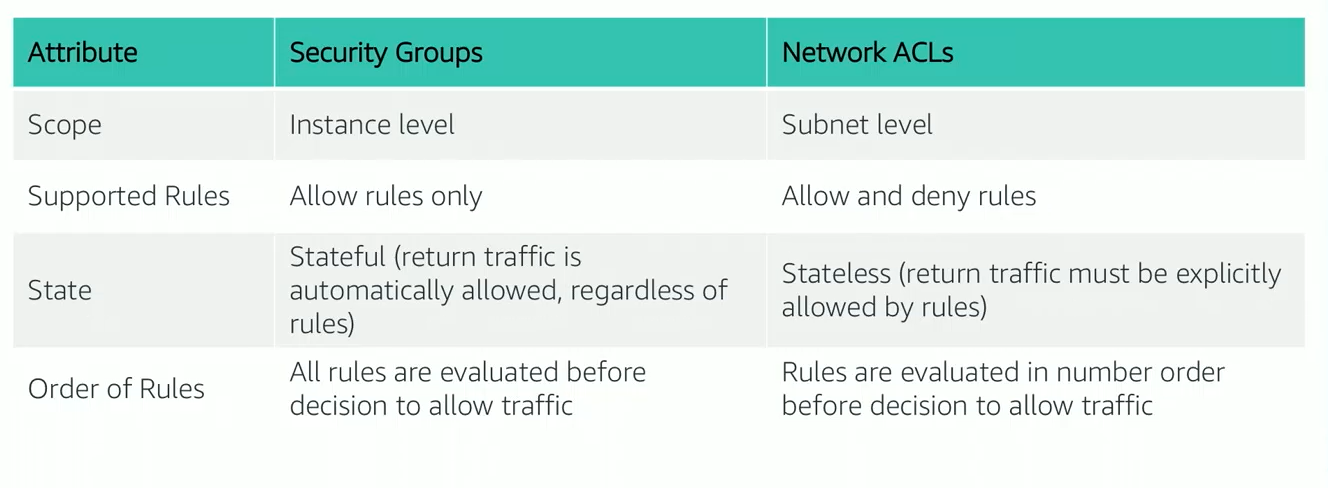 Attribute
Security Groups
Network ACLs
Scope
Instance level
Subnet level
Supported Rules
Allow rules only
Allow and deny rules
State
Stateful (return traffic is
automatically allowed, regardless of
rules)
Stateless (return traffic must be explicitly
allowed by rules)
Order of Rules
All rules are evaluated before
decision to allow traffic
Rules are evaluated in number order
before decision to allow traffic